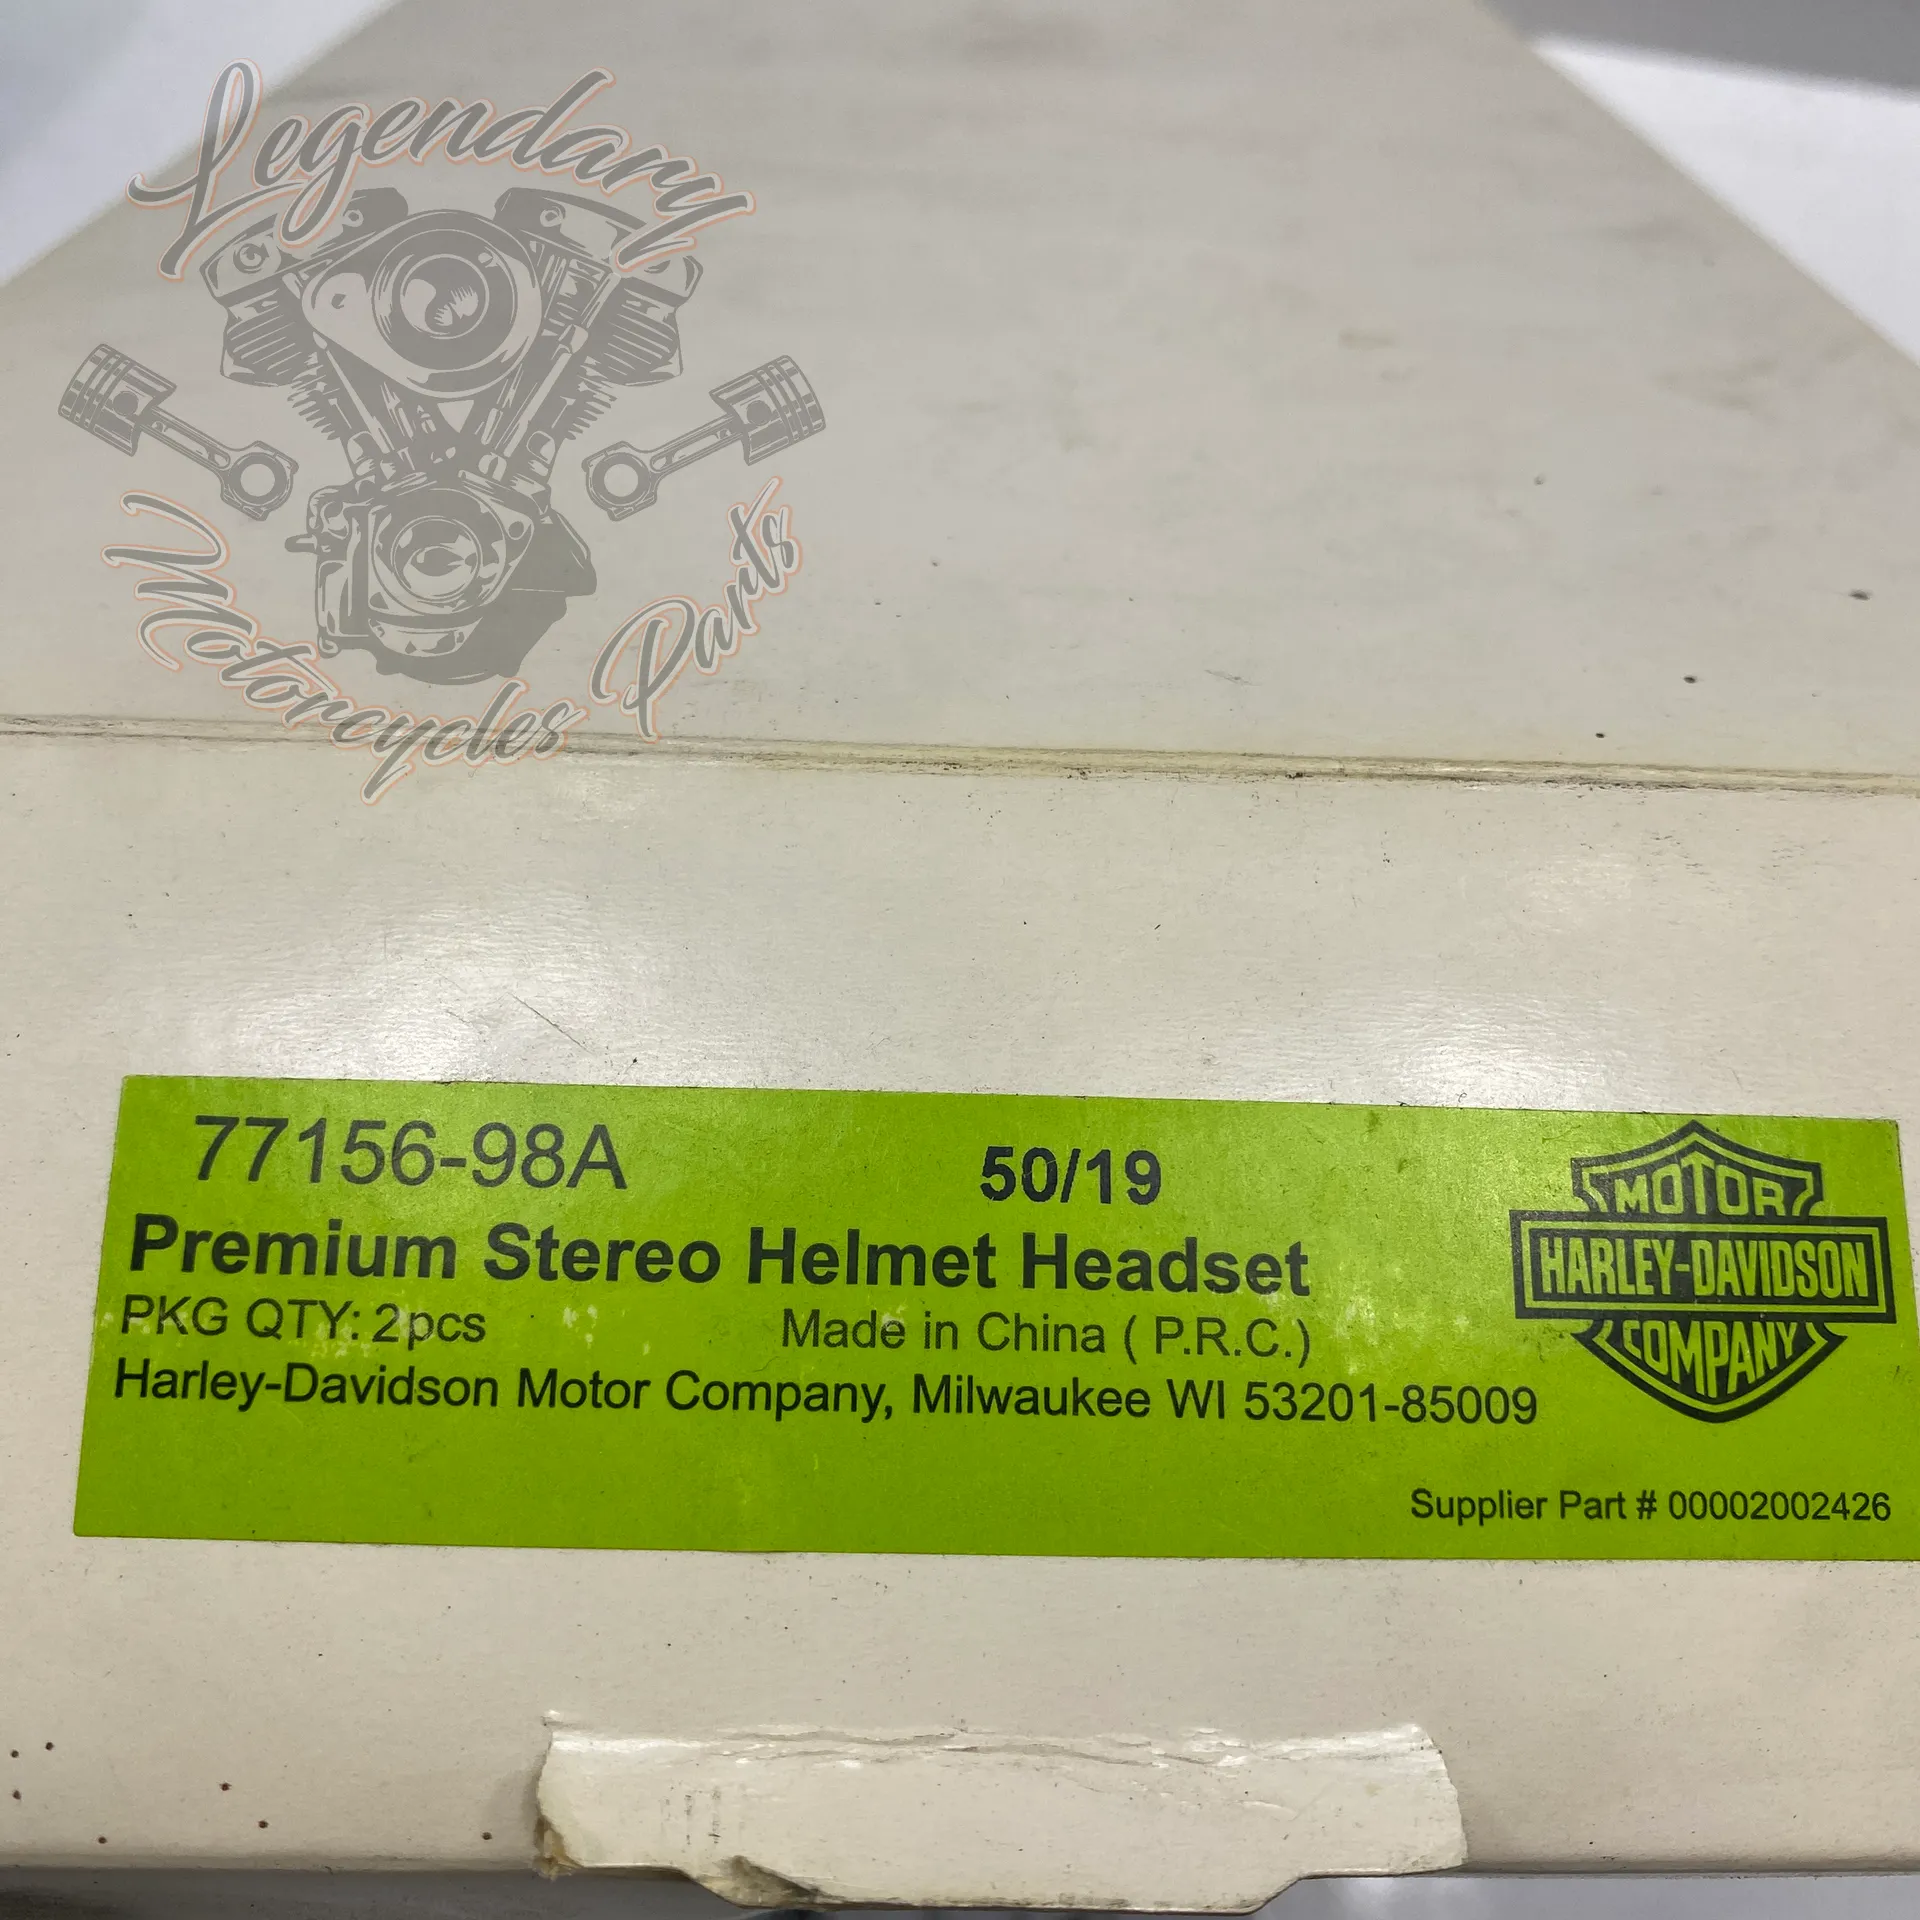 Legendary
Motorcycles Parts
77156-98A
50/19
Premium Stereo Helmet Headset
PKG QTY: 2pcs
Made in China ( P.R.C.)
Harley-Davidson Motor Company, Milwaukee WI 53201-85009
MOTOR
HARLEY-DAVIDSON
COMPANY
Supplier Part # 00002002426